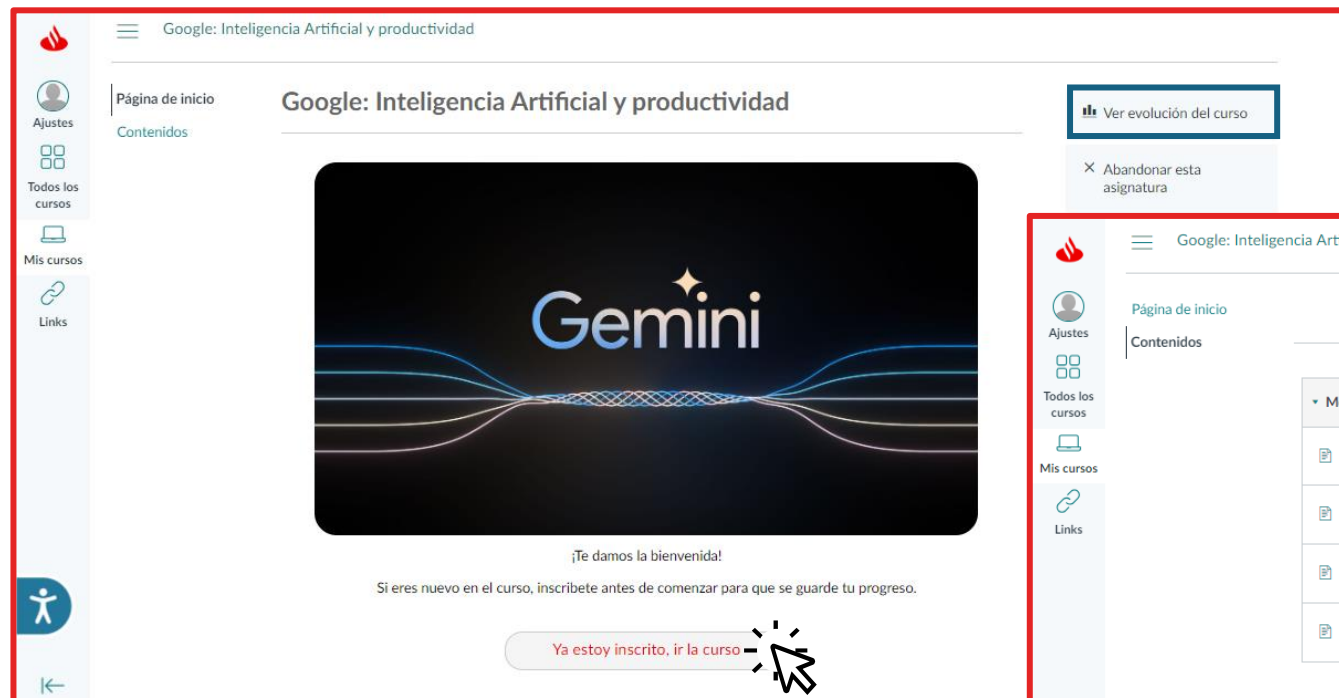 Google: Inteligencia Artificial y productividad
Ajustes
Todos los
cursos
Mis cursos
Links
Página de inicio
Contenidos
Google: Inteligencia Artificial y productividad
Gemini
¡Te damos la bienvenida!
Si eres nuevo en el curso, inscribete antes de comenzar para que se guarde tu progreso.
Ya estoy inscrito, ir la curso
Ver evolución del curso
Abandonar esta
asignatura
Google: Inteligencia Art
Ajustes
Todos los
cursos
Mis cursos
Links
Página de inicio
Contenidos
M